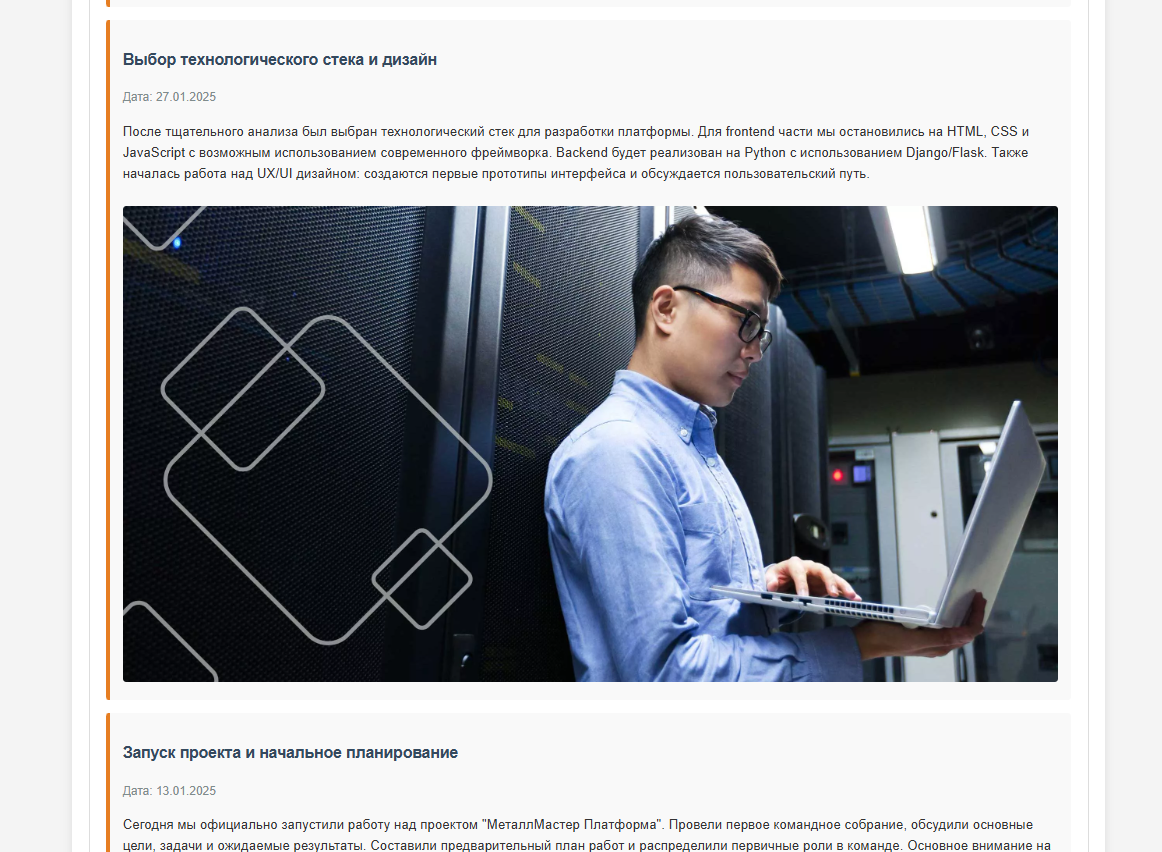 Выбор технологического стека и дизайн
Дата: 27.01.2025
После тщательного анализа был выбран технологический стек для разработки платформы. Для frontend части мы остановились на HTML, CSS и
JavaScript с возможным использованием современного фреймворка. Backend будет реализован на Python с использованием Django/Flask. Также
началась работа над UX/UI дизайном: создаются первые прототипы интерфейса и обсуждается пользовательский путь.
Запуск проекта и начальное планирование
Дата: 13.01.2025
Сегодня мы официально запустили работу над проектом "МеталлМастер Платформа". Провели первое командное собрание, обсудили основные
цели, задачи и ожидаемые результаты. Составили предварительный план работ и распределили первичные роли в команде. Основное внимание на